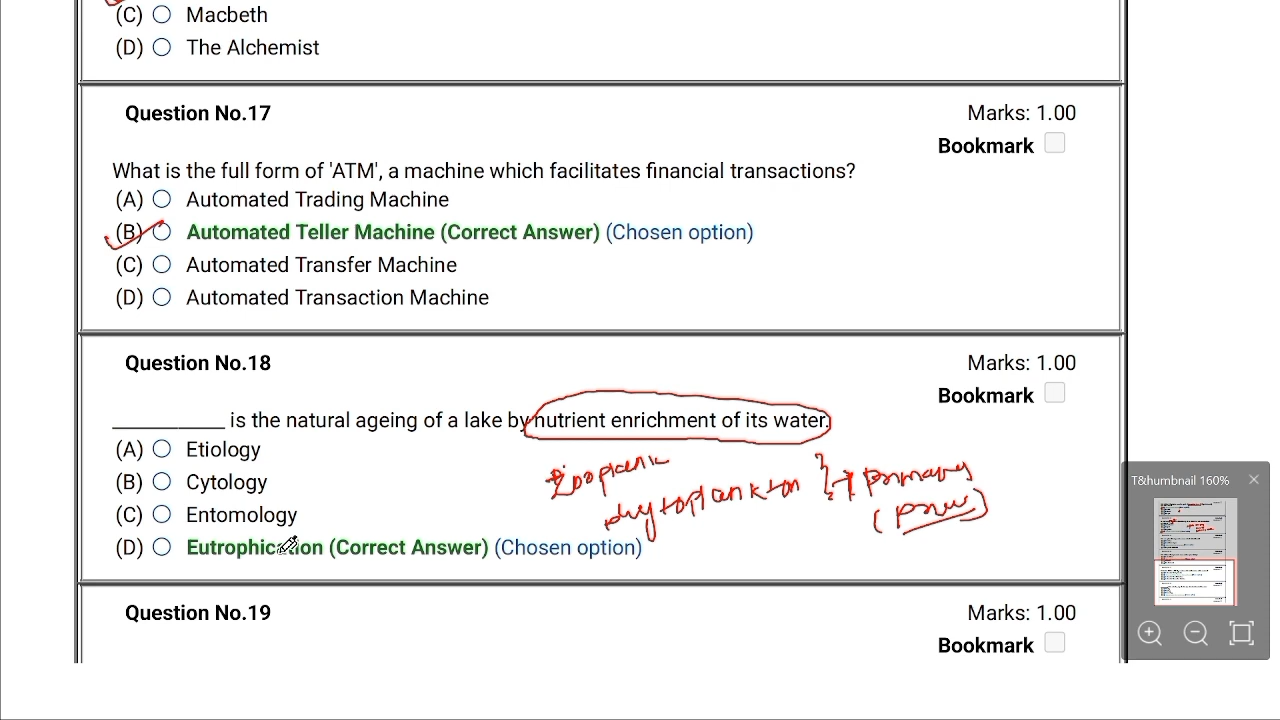 (C) Macbeth
(D) The Alchemist
Question No.17 Marks: 1.00
Bookmark
What is the full form of 'ATM', a machine which facilitates financial transactions?
(A) Automated Trading Machine
(B) Automated Teller Machine (Correct Answer) (Chosen option)
(C) Automated Transfer Machine
(D) Automated Transaction Machine
Question No.18 Marks: 1.00
Bookmark
__________ is the natural ageing of a lake by nutrient enrichment of its water.
(A) Etiology
(B) Cytology
(C) Entomology
(D) Eutrophication (Correct Answer) (Chosen option)
zooplank
phytoplankton
primary
Question No.19 Marks: 1.00
Bookmark
T&humbnail 160%